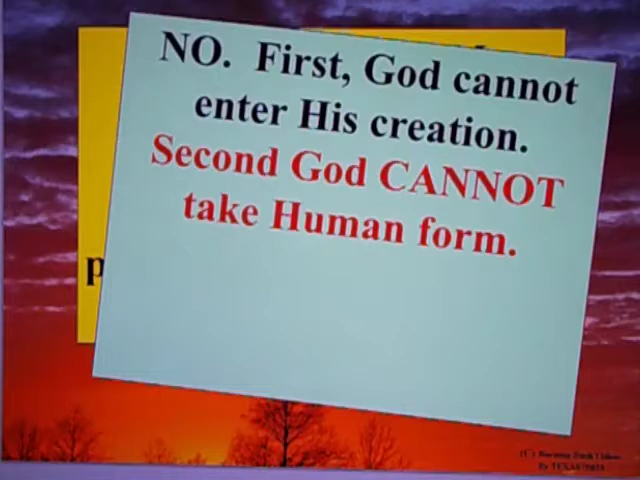 NO. First, God cannot
enter His creation.
Second God CANNOT
take Human form.
p